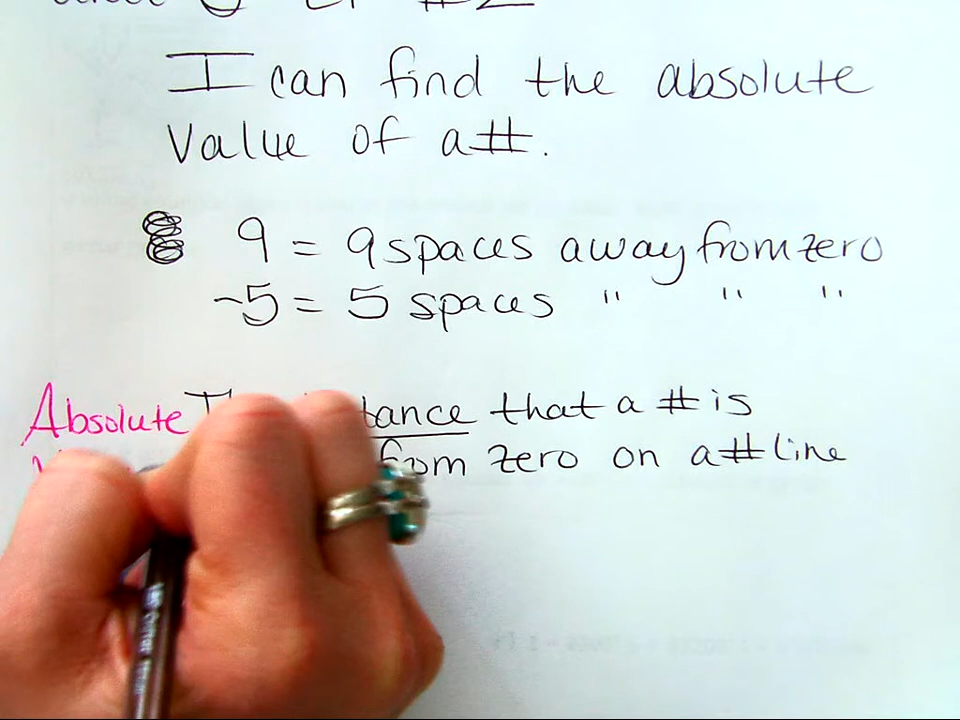 I can find the absolute
Value of a #.
9 = 9 spaces away from zero
-5 = 5 spaces " " "
Absolute that a # is
from zero on a # line